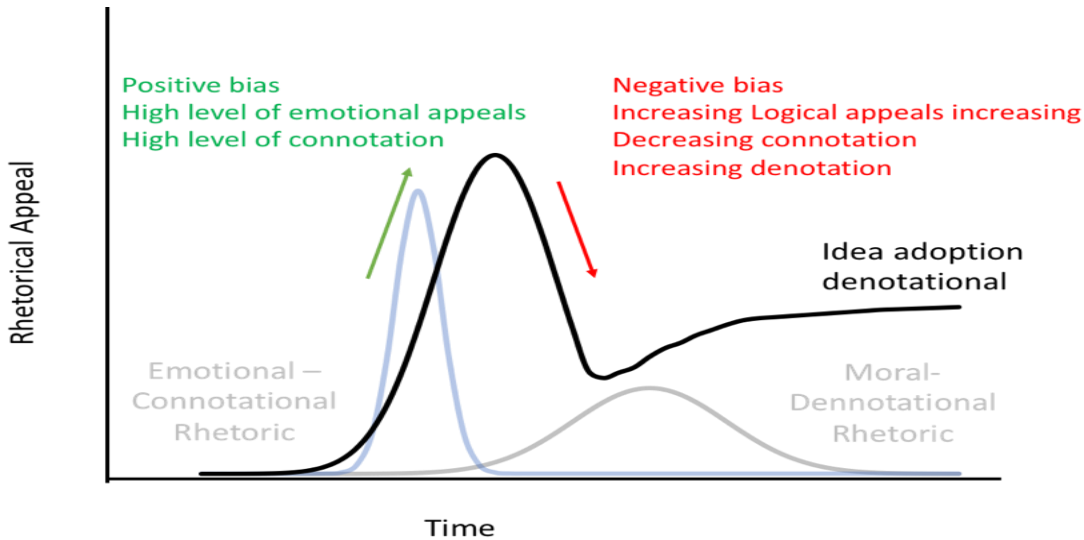 Positive bias
High level of emotional appeals
High level of connotation
Negative bias
Increasing Logical appeals increasing
Decreasing connotation
Increasing denotation
Rhetorical Appeal
Idea adoption
denotational
Emotional –
Connotational
Rhetoric
Moral-
Dennotational
Rhetoric
Time